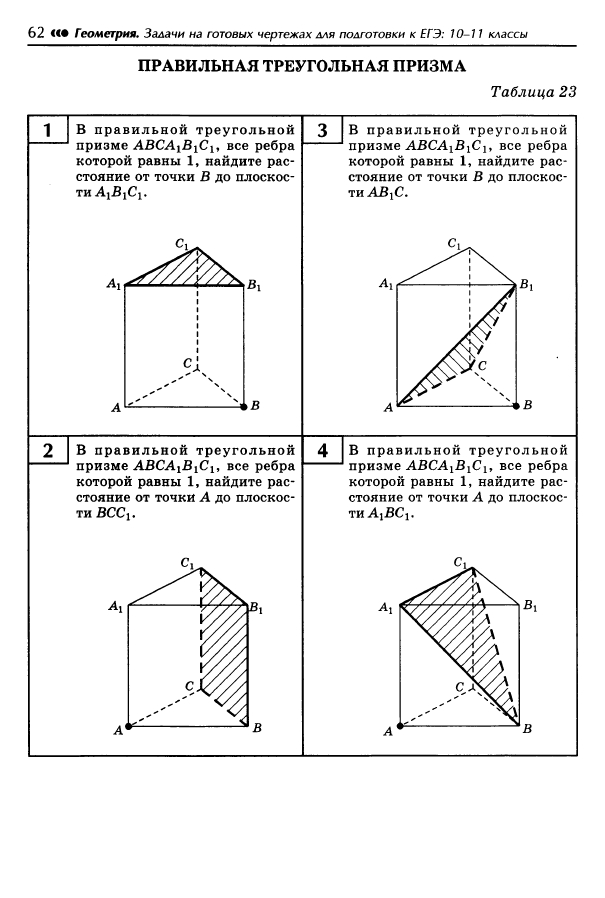 62 Геометрия. Задачи на готовых чертежах для подготовки к ЕГЭ: 10–11 классы
ПРАВИЛЬНАЯ ТРЕУГОЛЬНАЯ ПРИЗМА
Таблица 23
1
В правильной треугольной
призме ABCA₁B₁C₁, все ребра
которой равны 1, найдите рас-
стояние от точки B до плоскос-
ти A₁B₁C₁.
C₁
A₁ B₁
C
A B
3
В правильной треугольной
призме ABCA₁B₁C₁, все ребра
которой равны 1, найдите рас-
стояние от точки B до плоскос-
ти AB₁C.
C₁
A₁ B₁
C
A B
2
В правильной треугольной
призме ABCA₁B₁C₁, все ребра
которой равны 1, найдите рас-
стояние от точки A до плоскос-
ти BCC₁.
C₁
A₁ B₁
C
A B
4
В правильной треугольной
призме ABCA₁B₁C₁, все ребра
которой равны 1, найдите рас-
стояние от точки A до плоскос-
ти A₁BC₁.
C₁
A₁ B₁
C
A B